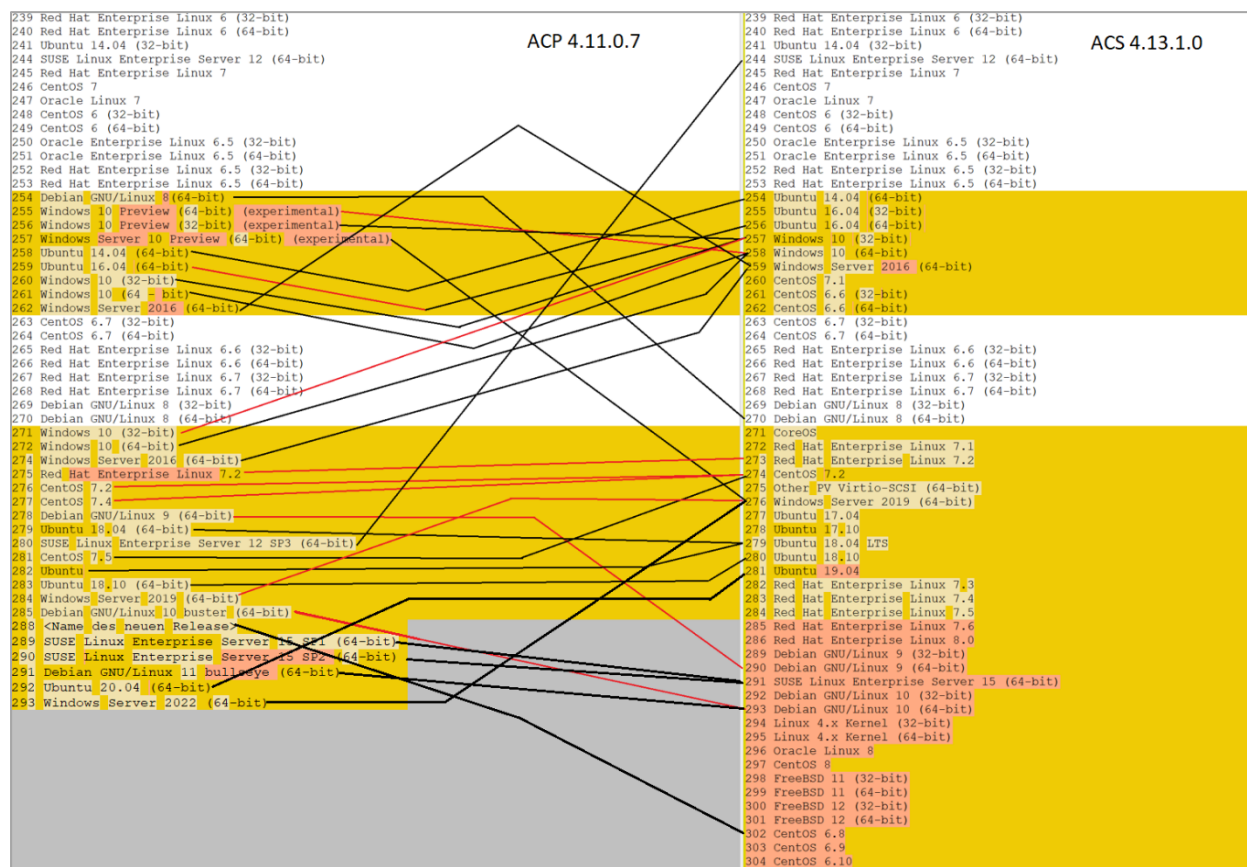 ACP 4.11.0.7
239 Red Hat Enterprise Linux 6 (32-bit)
240 Red Hat Enterprise Linux 6 (64-bit)
241 Ubuntu 14.04 (32-bit)
244 SUSE Linux Enterprise Server 12 (64-bit)
245 Red Hat Enterprise Linux 7
246 CentOS 7
247 Oracle Linux 7
248 CentOS 6 (32-bit)
249 CentOS 6 (64-bit)
250 Oracle Enterprise Linux 6.5 (32-bit)
251 Oracle Enterprise Linux 6.5 (64-bit)
252 Red Hat Enterprise Linux 6.5 (32-bit)
253 Red Hat Enterprise Linux 6.5 (64-bit)
254 Debian GNU/Linux 8(64-bit)
255 Windows 10 Preview (64-bit) (experimental)
256 Windows 10 Preview (32-bit) (experimental)
257 Windows Server 10 Preview (64-bit) (experimental)
258 Ubuntu 14.04 (64-bit)
259 Ubuntu 16.04 (64-bit)
260 Windows 10 (32-bit)
261 Windows 10 (64 - bit)
262 Windows Server 2016 (64-bit)
263 CentOS 6.7 (32-bit)
264 CentOS 6.7 (64-bit)
265 Red Hat Enterprise Linux 6.6 (32-bit)
266 Red Hat Enterprise Linux 6.6 (64-bit)
267 Red Hat Enterprise Linux 6.7 (32-bit)
268 Red Hat Enterprise Linux 6.7 (64-bit)
269 Debian GNU/Linux 8 (32-bit)
270 Debian GNU/Linux 8 (64-bit)
271 Windows 10 (32-bit)
272 Windows 10 (64-bit)
274 Windows Server 2016 (64-bit)
275 Red Hat Enterprise Linux 7.2
276 CentOS 7.2
277 CentOS 7.4
278 Debian GNU/Linux 9 (64-bit)
279 Ubuntu 18.04 (64-bit)
280 SUSE Linux Enterprise Server 12 SP3 (64-bit)
281 CentOS 7.5
282 Ubuntu
283 Ubuntu 18.10 (64-bit)
284 Windows Server 2019 (64-bit)
285 Debian GNU/Linux 10 buster (64-bit)
288 <Name des neuen Release>
289 SUSE Linux Enterprise Server 15 SP1 (64-bit)
290 SUSE Linux Enterprise Server 15 SP2 (64-bit)
291 Debian GNU/Linux 11 bullseye (64-bit)
292 Ubuntu 20.04 (64-bit)
293 Windows Server 2022 (64-bit)
ACS 4.13.1.0
239 Red Hat Enterprise Linux 6 (32-bit)
240 Red Hat Enterprise Linux 6 (64-bit)
241 Ubuntu 14.04 (32-bit)
244 SUSE Linux Enterprise Server 12 (64-bit)
245 Red Hat Enterprise Linux 7
246 CentOS 7
247 Oracle Linux 7
248 CentOS 6 (32-bit)
249 CentOS 6 (64-bit)
250 Oracle Enterprise Linux 6.5 (32-bit)
251 Oracle Enterprise Linux 6.5 (64-bit)
252 Red Hat Enterprise Linux 6.5 (32-bit)
253 Red Hat Enterprise Linux 6.5 (64-bit)
254 Ubuntu 14.04 (64-bit)
255 Ubuntu 16.04 (32-bit)
256 Ubuntu 16.04 (64-bit)
257 Windows 10 (32-bit)
258 Windows 10 (64-bit)
259 Windows Server 2016 (64-bit)
260 CentOS 7.1
261 CentOS 6.6 (32-bit)
262 CentOS 6.6 (64-bit)
263 CentOS 6.7 (32-bit)
264 CentOS 6.7 (64-bit)
265 Red Hat Enterprise Linux 6.6 (32-bit)
266 Red Hat Enterprise Linux 6.6 (64-bit)
267 Red Hat Enterprise Linux 6.7 (32-bit)
268 Red Hat Enterprise Linux 6.7 (64-bit)
269 Debian GNU/Linux 8 (32-bit)
270 Debian GNU/Linux 8 (64-bit)
271 CoreOS
272 Red Hat Enterprise Linux 7.1
273 Red Hat Enterprise Linux 7.2
274 CentOS 7.2
275 Other PV Virtio-SCSI (64-bit)
276 Windows Server 2019 (64-bit)
277 Ubuntu 17.04
278 Ubuntu 17.10
279 Ubuntu 18.04 LTS
280 Ubuntu 18.10
281 Ubuntu 19.04
282 Red Hat Enterprise Linux 7.3
283 Red Hat Enterprise Linux 7.4
284 Red Hat Enterprise Linux 7.5
285 Red Hat Enterprise Linux 7.6
286 Red Hat Enterprise Linux 8.0
289 Debian GNU/Linux 9 (32-bit)
290 Debian GNU/Linux 9 (64-bit)
291 SUSE Linux Enterprise Server 15 (64-bit)
292 Debian GNU/Linux 10 (32-bit)
293 Debian GNU/Linux 10 (64-bit)
294 Linux 4.x Kernel (32-bit)
295 Linux 4.x Kernel (64-bit)
296 Oracle Linux 8
297 CentOS 8
298 FreeBSD 11 (32-bit)
299 FreeBSD 11 (64-bit)
300 FreeBSD 12 (32-bit)
301 FreeBSD 12 (64-bit)
302 CentOS 6.8
303 CentOS 6.9
304 CentOS 6.10